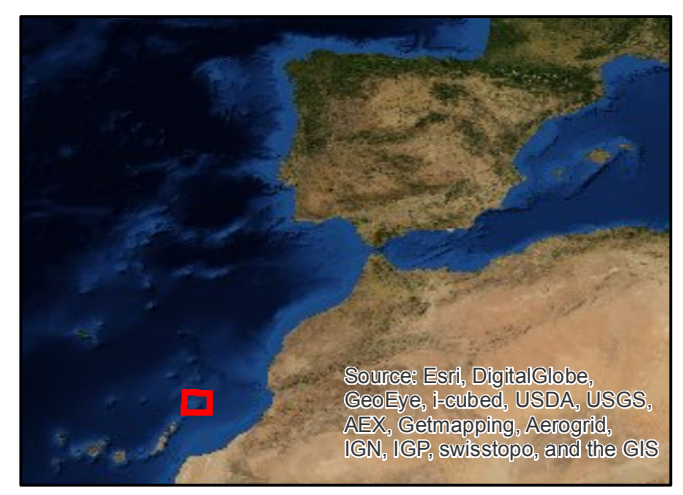 Source: Esri, DigitalGlobe,
GeoEye, i-cubed, USDA, USGS,
AEX, Getmapping, Aerogrid,
IGN, IGP, swisstopo, and the GIS